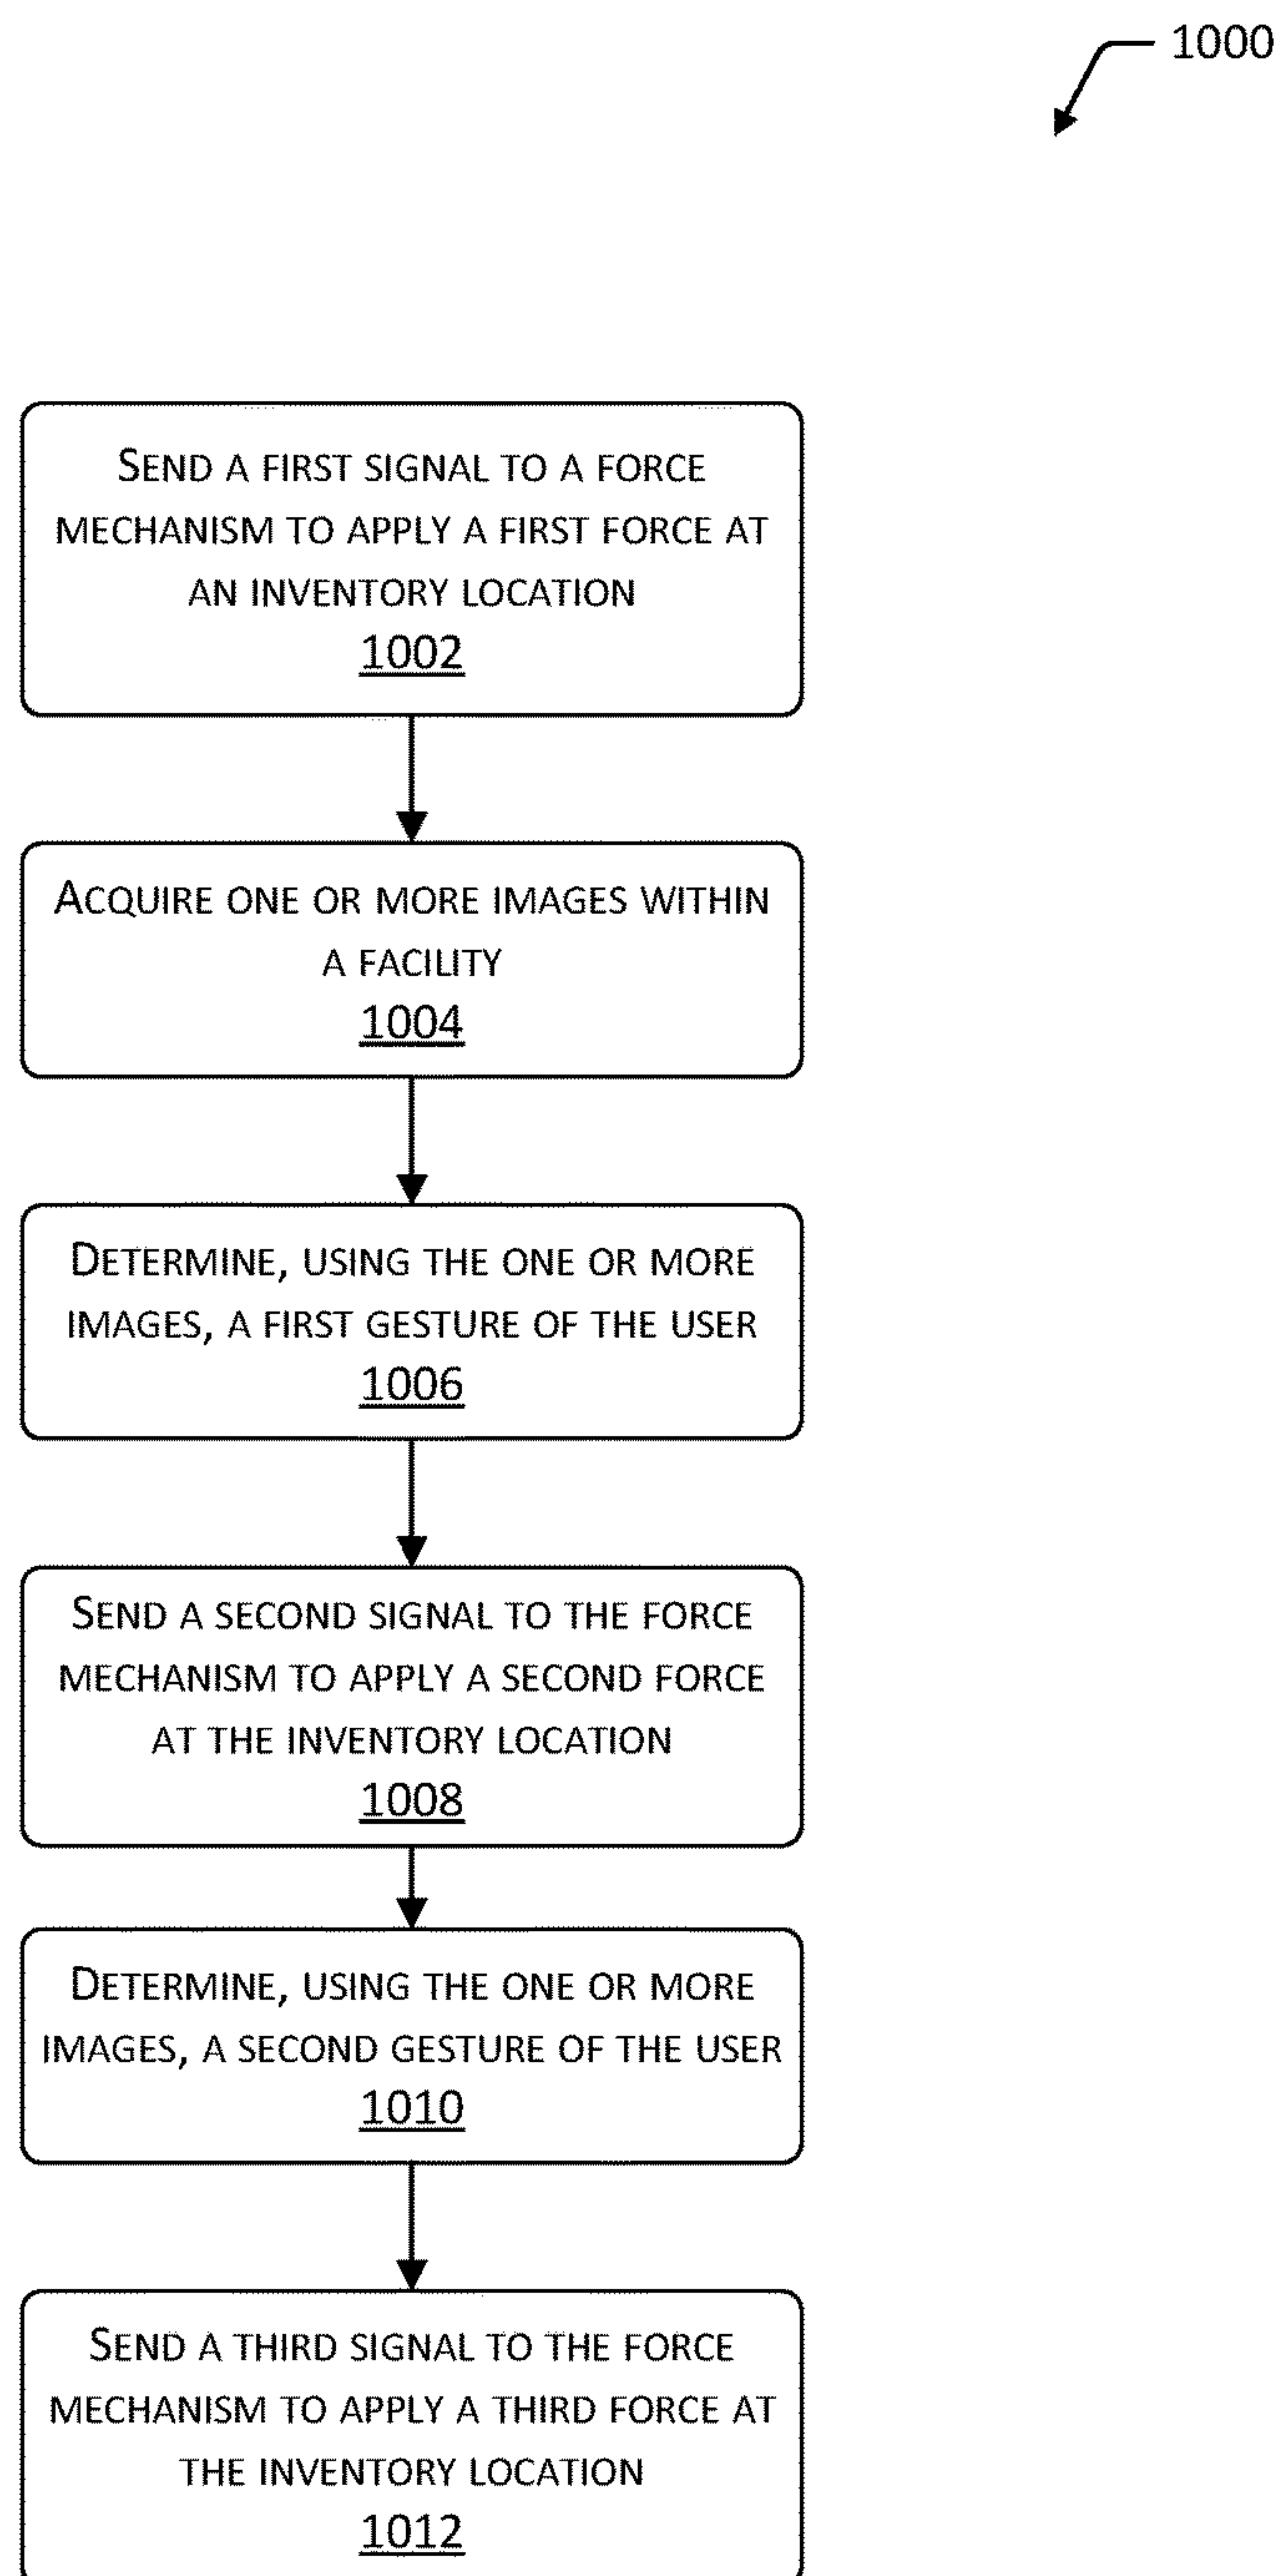 1000
SEND A FIRST SIGNAL TO A FORCE
MECHANISM TO APPLY A FIRST FORCE AT
AN INVENTORY LOCATION
1002
ACQUIRE ONE OR MORE IMAGES WITHIN
A FACILITY
1004
DETERMINE, USING THE ONE OR MORE
IMAGES, A FIRST GESTURE OF THE USER
1006
SEND A SECOND SIGNAL TO THE FORCE
MECHANISM TO APPLY A SECOND FORCE
AT THE INVENTORY LOCATION
1008
DETERMINE, USING THE ONE OR MORE
IMAGES, A SECOND GESTURE OF THE USER
1010
SEND A THIRD SIGNAL TO THE FORCE
MECHANISM TO APPLY A THIRD FORCE AT
THE INVENTORY LOCATION
1012